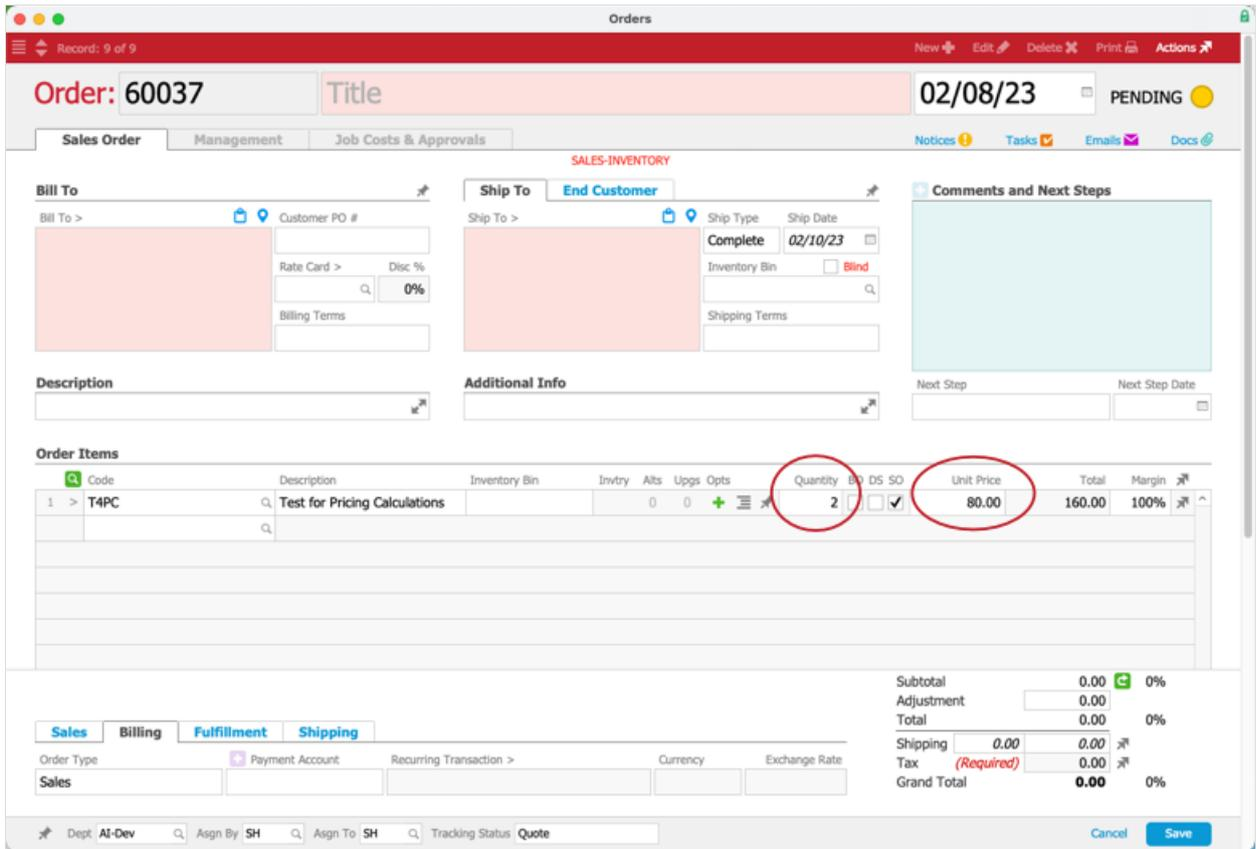 Orders
Record: 9 of 9 New Edit Delete Print Actions
Order: 60037 Title 02/08/23 PENDING
Sales Order Management Job Costs & Approvals Notices Tasks Emails Docs
SALES-INVENTORY
Bill To Ship To End Customer Comments and Next Steps
Bill To > Customer PO # Ship To > Ship Type Ship Date
Complete 02/10/23
Rate Card > Disc % Inventory Bin Blind
0%
Billing Terms Shipping Terms
Description Additional Info Next Step Next Step Date
Order Items
Code Description Inventory Bin Invtry Alts Upgs Opts Quantity BO DS SO Unit Price Total Margin
1 > T4PC Test for Pricing Calculations 0 0 2 80.00 160.00 100%
Subtotal 0.00 0%
Adjustment 0.00
Total 0.00 0%
Sales Billing Fulfillment Shipping
Shipping 0.00 0.00
Order Type Payment Account Recurring Transaction > Currency Exchange Rate
Tax (Required) 0.00
Sales
Grand Total 0.00 0%
Dept AI-Dev Asgn By SH Asgn To SH Tracking Status Quote Cancel Save